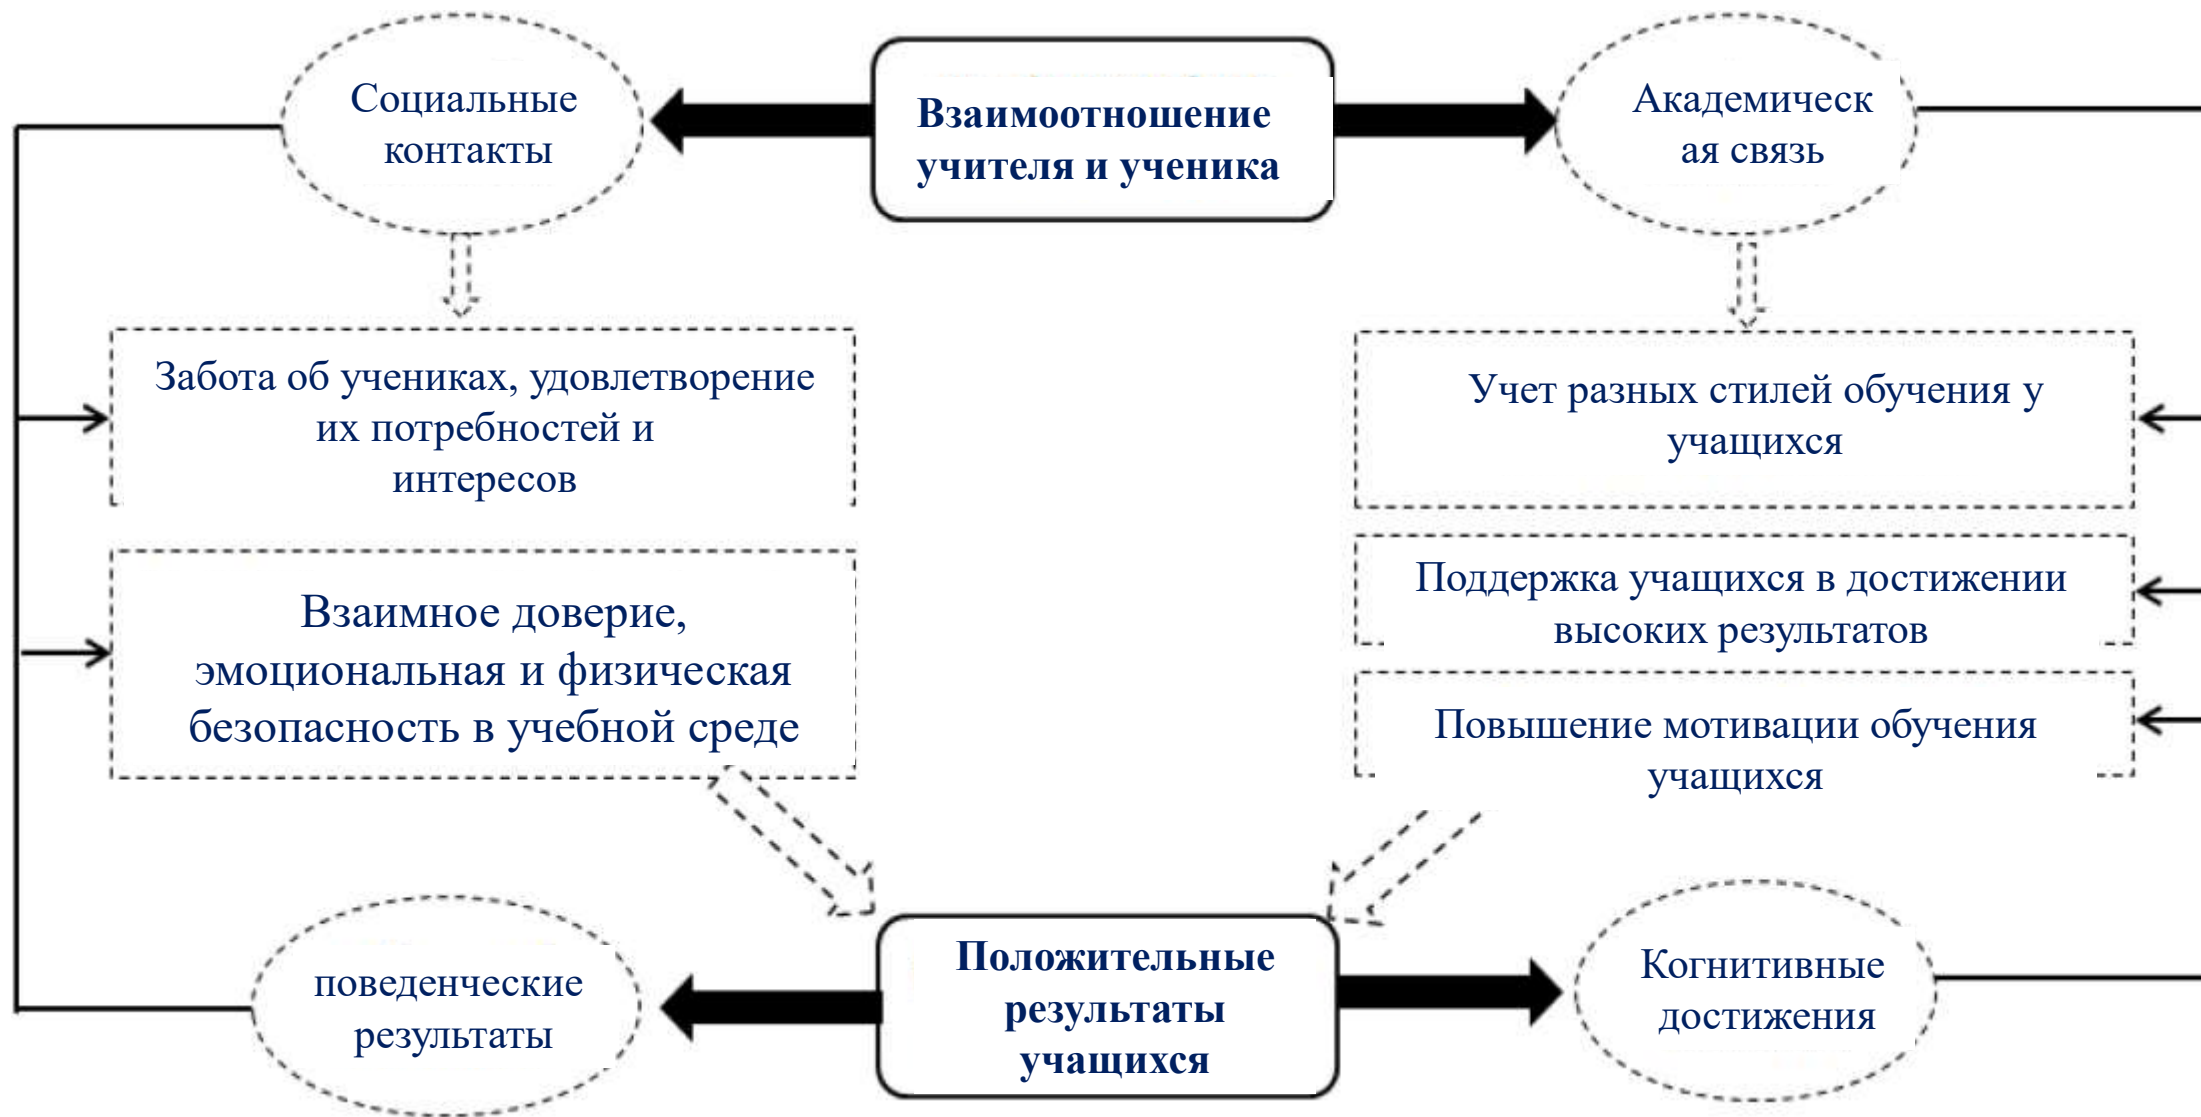 Социальные
контакты
Взаимоотношение
учителя и ученика
Академическ
ая связь
Забота об учениках, удовлетворение
их потребностей и
интересов
Учет разных стилей обучения у
учащихся
Взаимное доверие,
эмоциональная и физическая
безопасность в учебной среде
Поддержка учащихся в достижении
высоких результатов
Повышение мотивации обучения
учащихся
поведенческие
результаты
Положительные
результаты
учащихся
Когнитивные
достижения